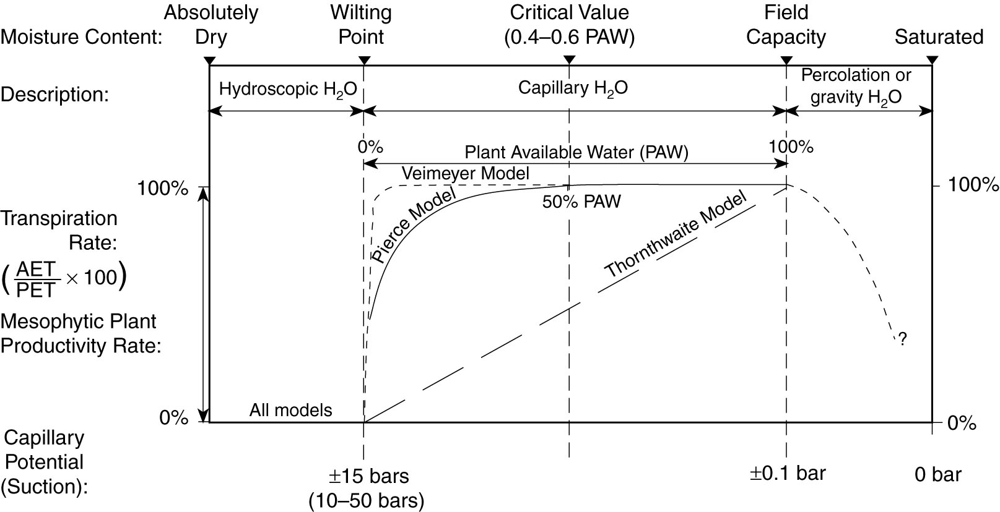 Absolutely Wilting Critical Value Field
Moisture Content: Dry Point (0.4–0.6 PAW) Capacity Saturated
Description: Hydroscopic H2O Capillary H2O Percolation or
gravity H2O
0% Plant Available Water (PAW) 100%
Veimeyer Model
100% 100%
50% PAW
Pierce Model
Thornthwaite Model
Transpiration
Rate:
(AET/PET × 100)
Mesophytic Plant
Productivity Rate:
?
All models
0% 0%
Capillary
Potential
(Suction):
±15 bars ±0.1 bar 0 bar
(10–50 bars)